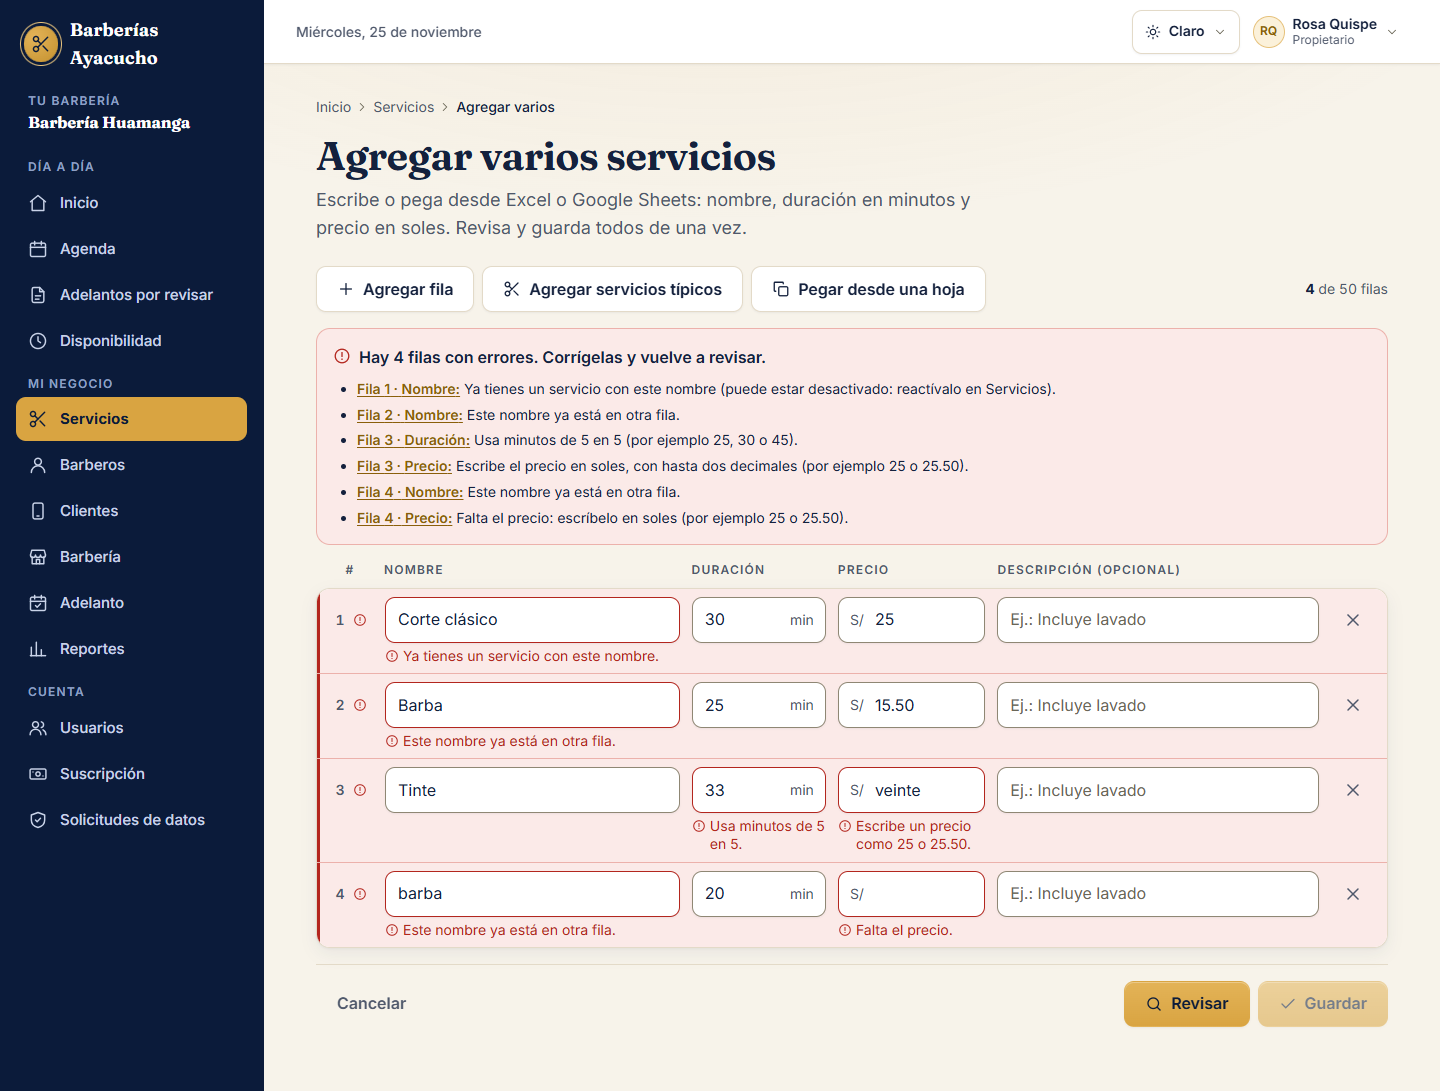 Barberías
Ayacucho
TU BARBERÍA
Barbería Huamanga
DÍA A DÍA
Inicio
Agenda
Adelantos por revisar
Disponibilidad
MI NEGOCIO
Servicios
Barberos
Clientes
Barbería
Adelanto
Reportes
CUENTA
Usuarios
Suscripción
Solicitudes de datos
Miércoles, 25 de noviembre
Claro
RQ
Rosa Quispe
Propietario
Inicio > Servicios > Agregar varios
Agregar varios servicios
Escribe o pega desde Excel o Google Sheets: nombre, duración en minutos y
precio en soles. Revisa y guarda todos de una vez.
Agregar fila
Agregar servicios típicos
Pegar desde una hoja
4 de 50 filas
Hay 4 filas con errores. Corrígelas y vuelve a revisar.
• Fila 1 · Nombre: Ya tienes un servicio con este nombre (puede estar desactivado: reactívalo en Servicios).
• Fila 2 · Nombre: Este nombre ya está en otra fila.
• Fila 3 · Duración: Usa minutos de 5 en 5 (por ejemplo 25, 30 o 45).
• Fila 3 · Precio: Escribe el precio en soles, con hasta dos decimales (por ejemplo 25 o 25.50).
• Fila 4 · Nombre: Este nombre ya está en otra fila.
• Fila 4 · Precio: Falta el precio: escríbelo en soles (por ejemplo 25 o 25.50).
# NOMBRE DURACIÓN PRECIO DESCRIPCIÓN (OPCIONAL)
1 Corte clásico 30 min S/ 25 Ej.: Incluye lavado
Ya tienes un servicio con este nombre.
2 Barba 25 min S/ 15.50 Ej.: Incluye lavado
Este nombre ya está en otra fila.
3 Tinte 33 min S/ veinte Ej.: Incluye lavado
Usa minutos de 5
en 5.
Escribe un precio
como 25 o 25.50.
4 barba 20 min S/ Ej.: Incluye lavado
Este nombre ya está en otra fila.
Falta el precio.
Cancelar
Revisar
Guardar